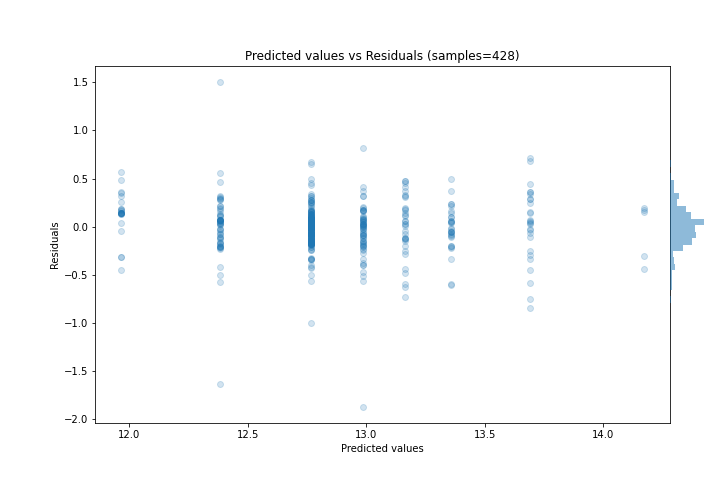 Predicted values vs Residuals (samples=428)
1.5
1.0
0.5
0.0
−0.5
−1.0
−1.5
−2.0
Residuals
12.0 12.5 13.0 13.5 14.0
Predicted values